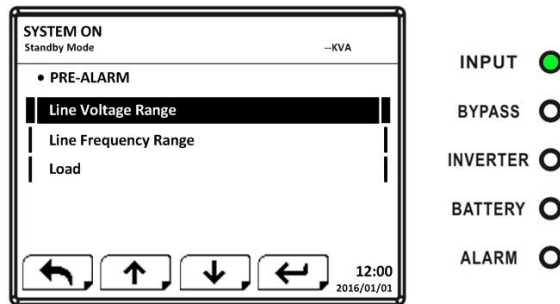 SYSTEM ON
Standby Mode --KVA
• PRE-ALARM
Line Voltage Range
Line Frequency Range
Load
12:00
2016/01/01
INPUT
BYPASS
INVERTER
BATTERY
ALARM